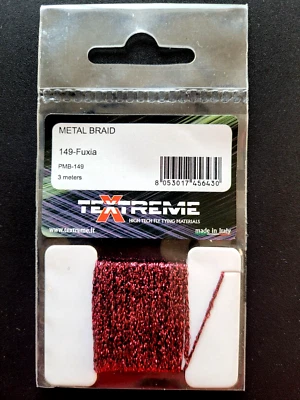 METAL BRAID
149-Fuxia
PMB-149
3 meters
8 053017 456430
TEXTREME
HIGH-TECH FLY TYING MATERIALS
www.textreme.it
made in Italy